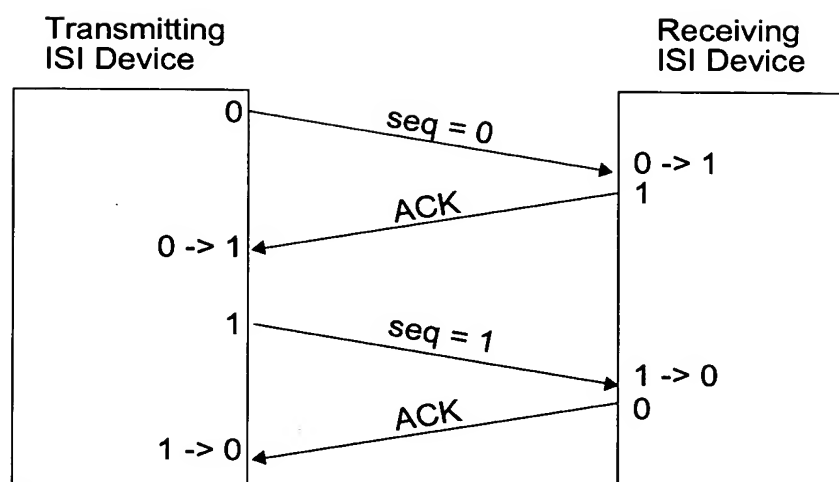 Transmitting
ISI Device
Receiving
ISI Device
0
seq = 0
0 -> 1
1
ACK
0 -> 1
1
seq = 1
1 -> 0
0
ACK
1 -> 0